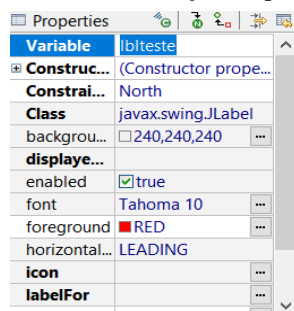 Properties
Variable lblteste
Construc... (Constructor prope...
Constrai... North
Class javax.swing.JLabel
backgrou... 240,240,240 ...
displaye...
enabled true
font Tahoma 10 ...
foreground RED ...
horizontal... LEADING
icon ...
labelFor ...